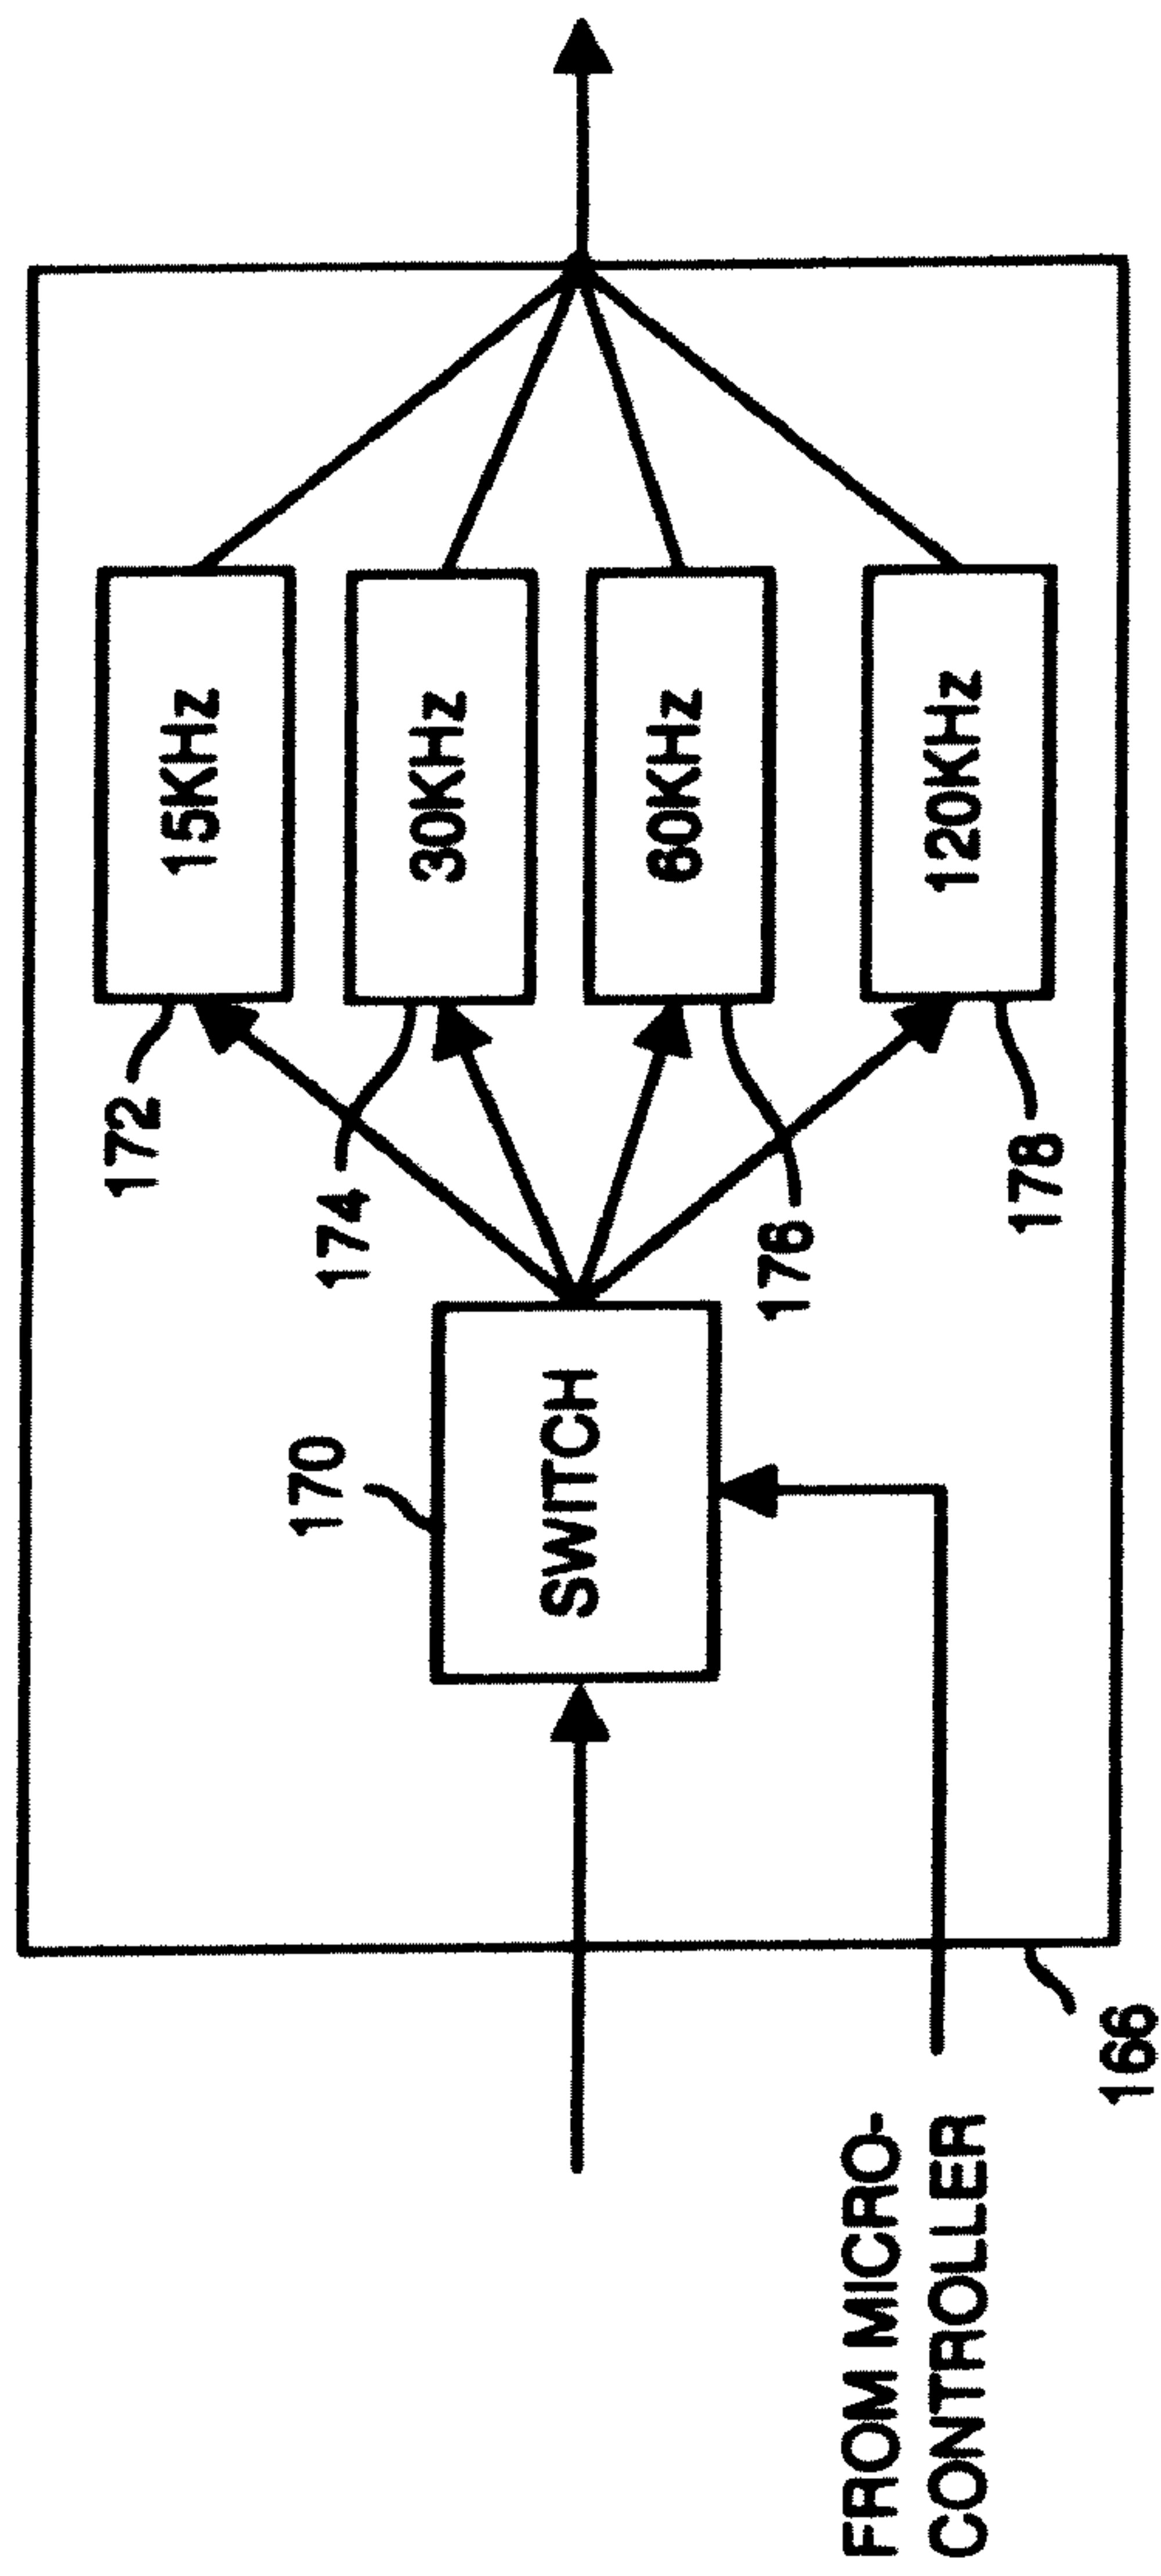 172
15KHz
174
30KHz
170
SWITCH
60KHz
176
120KHz
178
FROM MICRO-
CONTROLLER
166